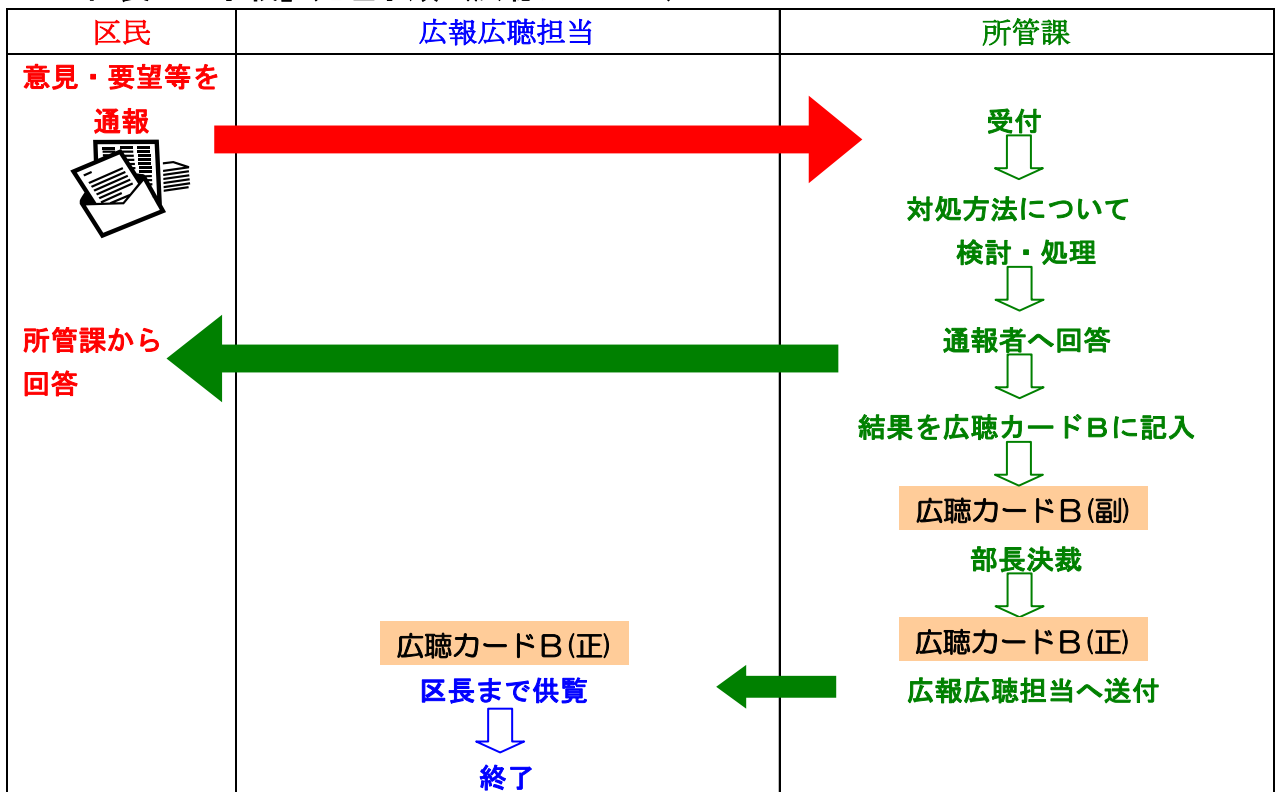 区民
広報広聴担当
所管課
意見・要望等を
通報
受付
対処方法について
検討・処理
所管課から
回答
通報者へ回答
結果を広聴カードBに記入
広聴カードB(副)
部長決裁
広聴カードB(正)
広報広聴担当へ送付
広聴カードB(正)
区長まで供覧
終了